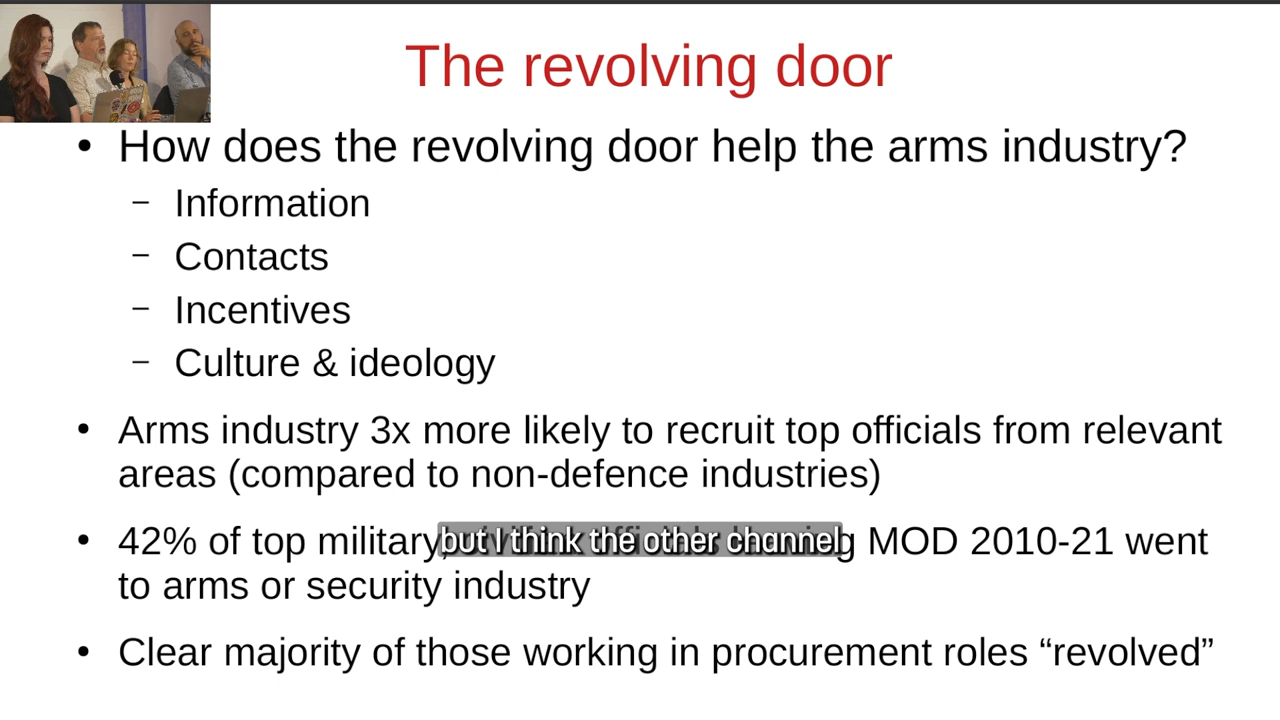 The revolving door
• How does the revolving door help the arms industry?
– Information
– Contacts
– Incentives
– Culture & ideology
• Arms industry 3x more likely to recruit top officials from relevant
areas (compared to non-defence industries)
• 42% of top military MOD 2010-21 went
but I think the other channel
to arms or security industry
• Clear majority of those working in procurement roles “revolved”